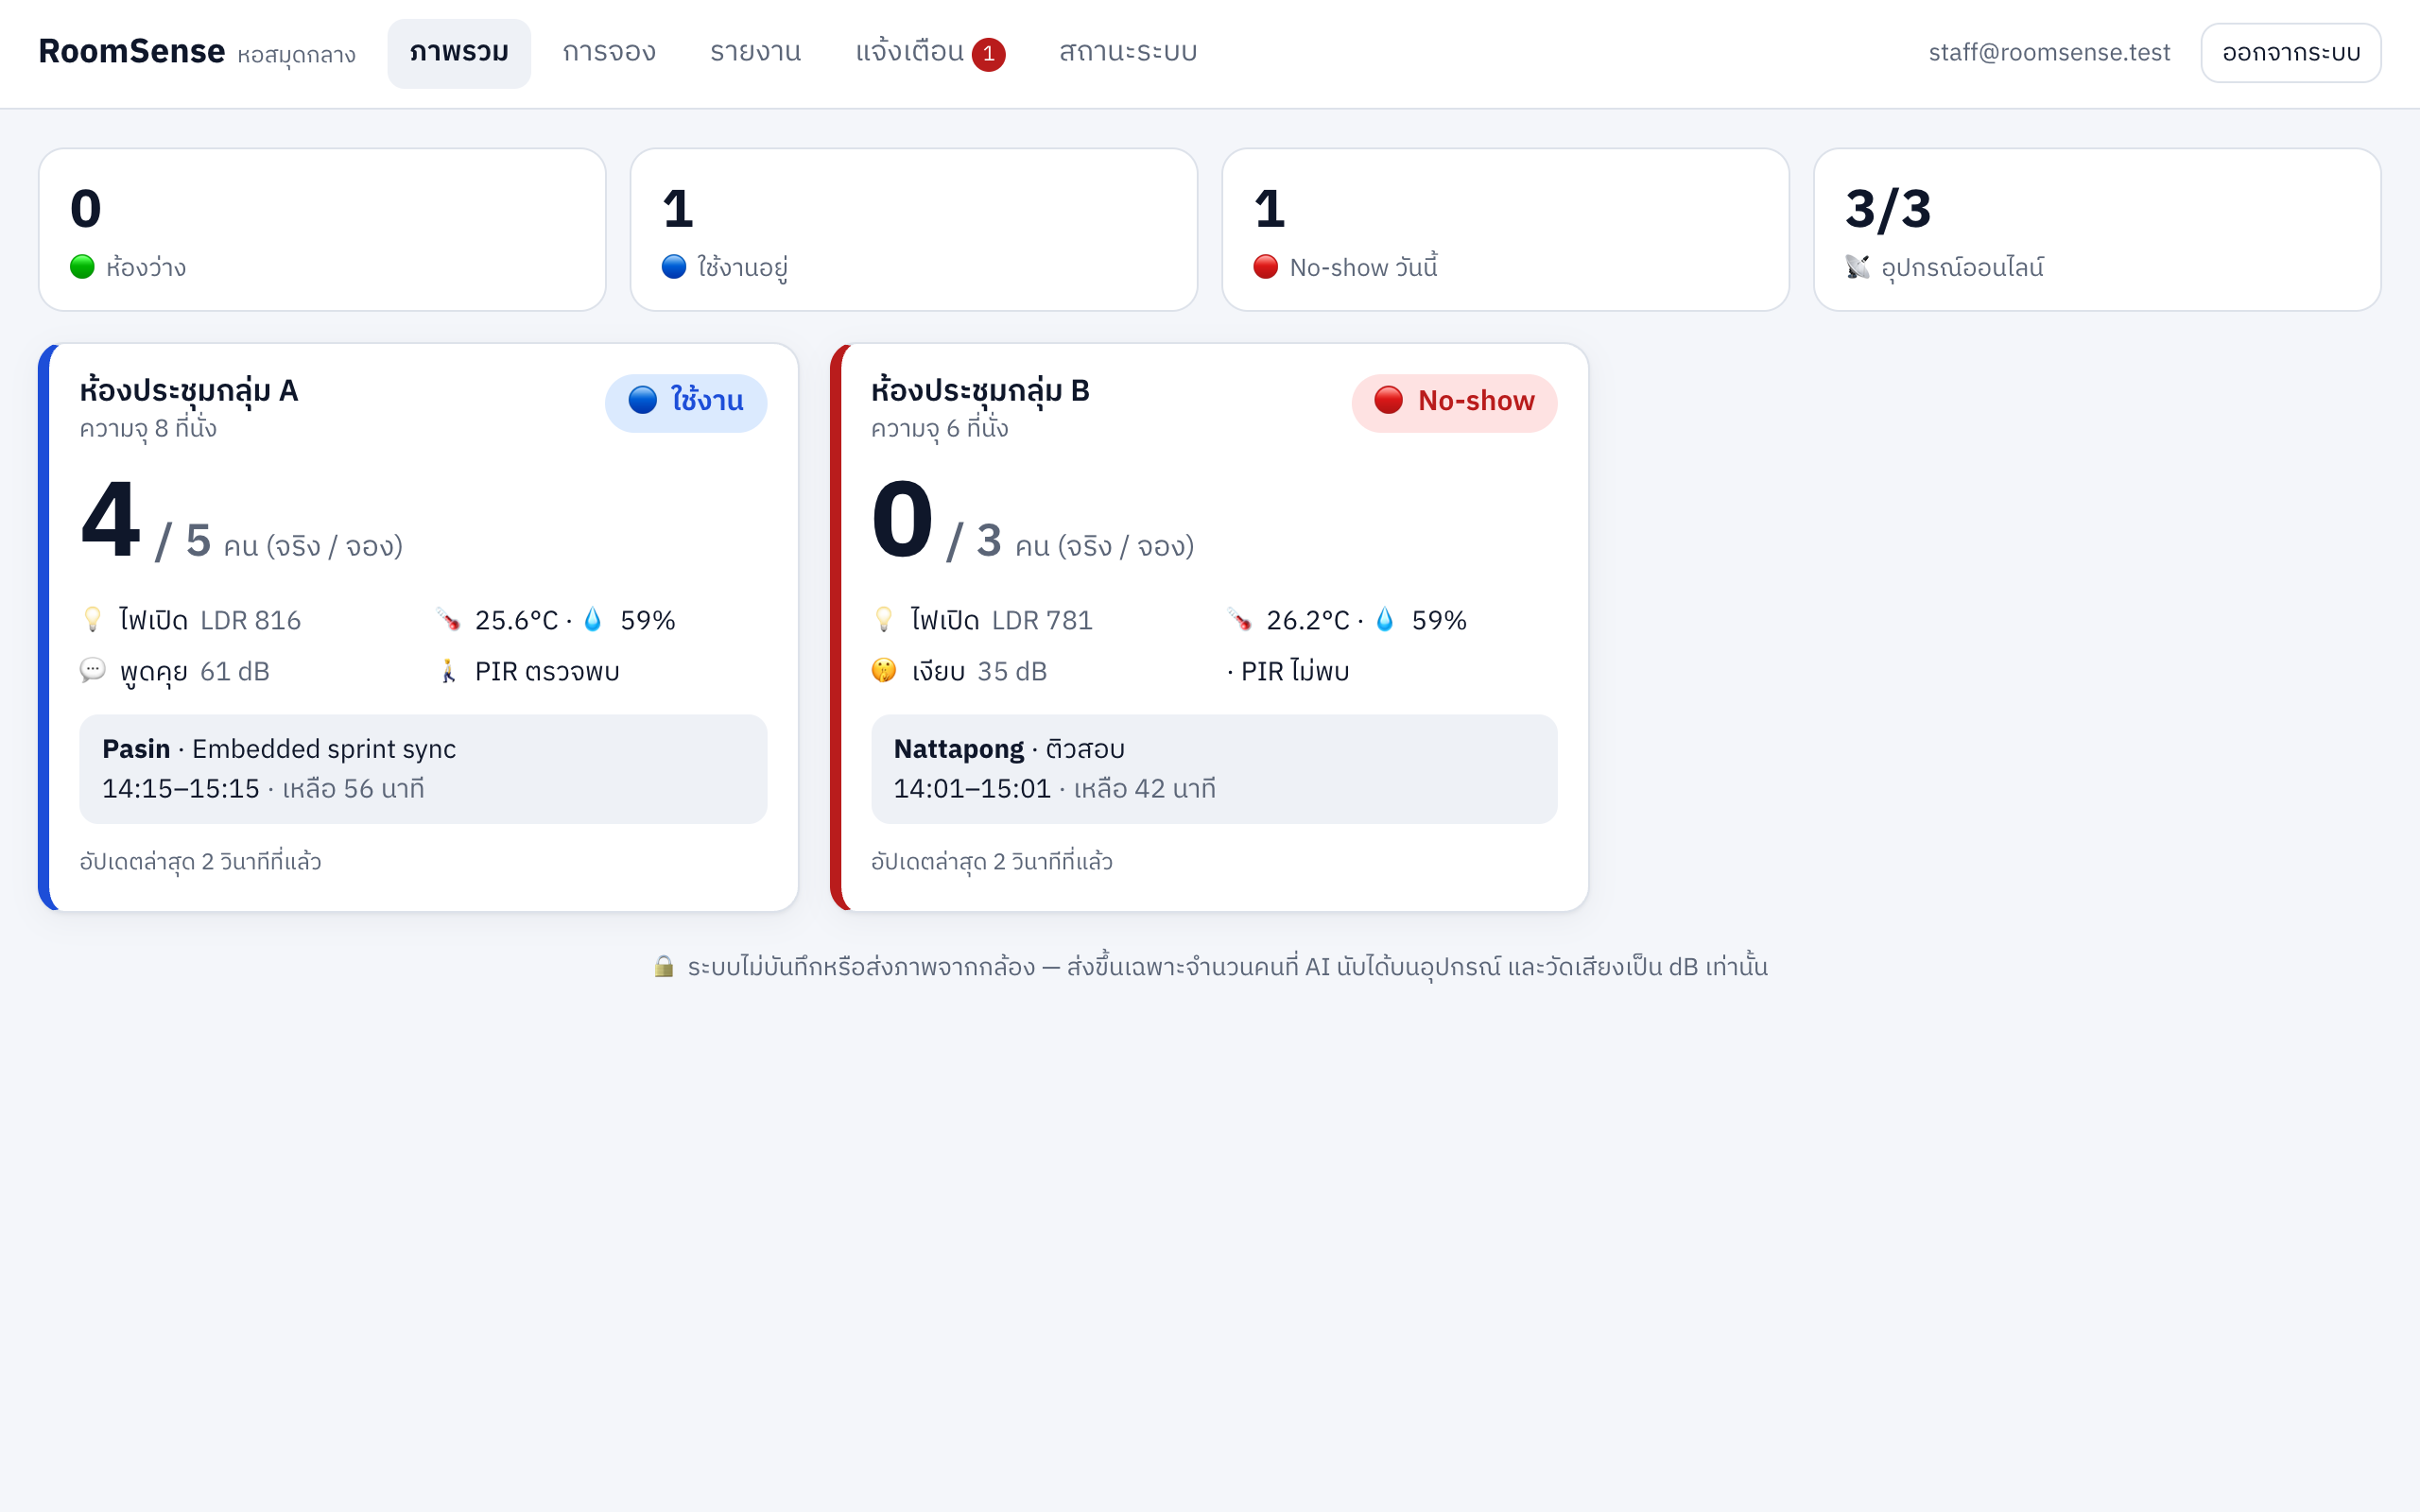 RoomSense หอสมุดกลาง ภาพรวม การจอง รายงาน แจ้งเตือน 1 สถานะระบบ staff@roomsense.test ออกจากระบบ
0
ห้องว่าง
1
ใช้งานอยู่
1
No-show วันนี้
3/3
อุปกรณ์ออนไลน์
ห้องประชุมกลุ่ม A
ใช้งาน
ความจุ 8 ที่นั่ง
4 / 5 คน (จริง / จอง)
ไฟเปิด LDR 816
25.6°C · 59%
พูดคุย 61 dB
PIR ตรวจพบ
Pasin · Embedded sprint sync
14:15–15:15 · เหลือ 56 นาที
อัปเดตล่าสุด 2 วินาทีที่แล้ว
ห้องประชุมกลุ่ม B
No-show
ความจุ 6 ที่นั่ง
0 / 3 คน (จริง / จอง)
ไฟเปิด LDR 781
26.2°C · 59%
เงียบ 35 dB
· PIR ไม่พบ
Nattapong · ติวสอบ
14:01–15:01 · เหลือ 42 นาที
อัปเดตล่าสุด 2 วินาทีที่แล้ว
ระบบไม่บันทึกหรือส่งภาพจากกล้อง — ส่งขึ้นเฉพาะจำนวนคนที่ AI นับได้บนอุปกรณ์ และวัดเสียงเป็น dB เท่านั้น